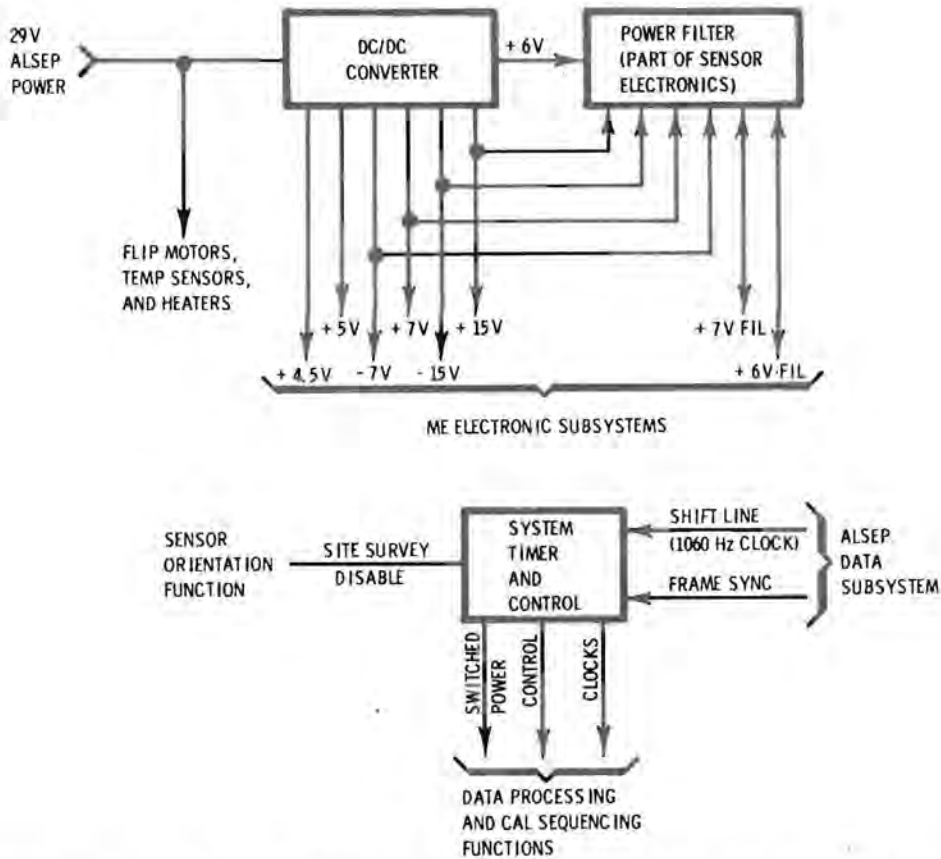 29V
ALSEP
POWER
DC/DC
CONVERTER
+ 6V
POWER FILTER
(PART OF SENSOR
ELECTRONICS)
FLIP MOTORS,
TEMP SENSORS,
AND HEATERS
+ 5V
+ 7V
+ 15V
+ 7V FIL
+ 4.5V
- 7V
- 15V
+ 6V FIL
ME ELECTRONIC SUBSYSTEMS
SENSOR
ORIENTATION
FUNCTION
SITE SURVEY
DISABLE
SYSTEM
TIMER
AND
CONTROL
SHIFT LINE
(1060 Hz CLOCK)
FRAME SYNC
ALSEP
DATA
SUBSYSTEM
SWITCHED
POWER
CONTROL
CLOCKS
DATA PROCESSING
AND CAL SEQUENCING
FUNCTIONS